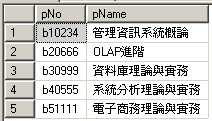 pNo pName
1 b10234 管理資訊系統概論
2 b20666 OLAP進階
3 b30999 資料庫理論與實務
4 b40555 系統分析理論與實務
5 b51111 電子商務理論與實務